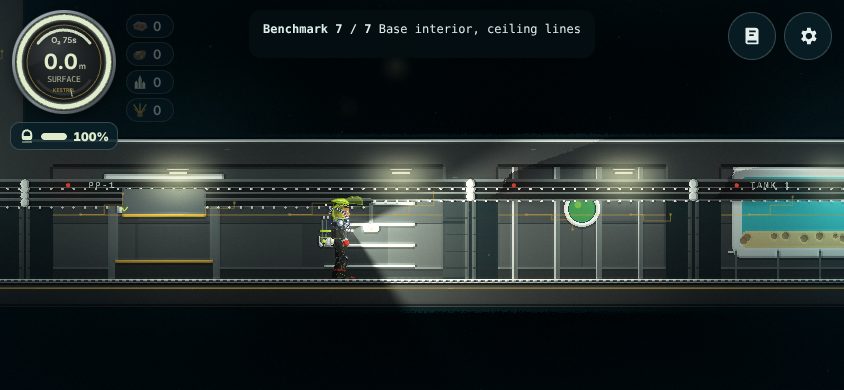 Benchmark 7 / 7 Base interior, ceiling lines
O₂ 75s
0.0m
SURFACE
KESTREL
0
0
0
0
100%
PP-1
TANK 1